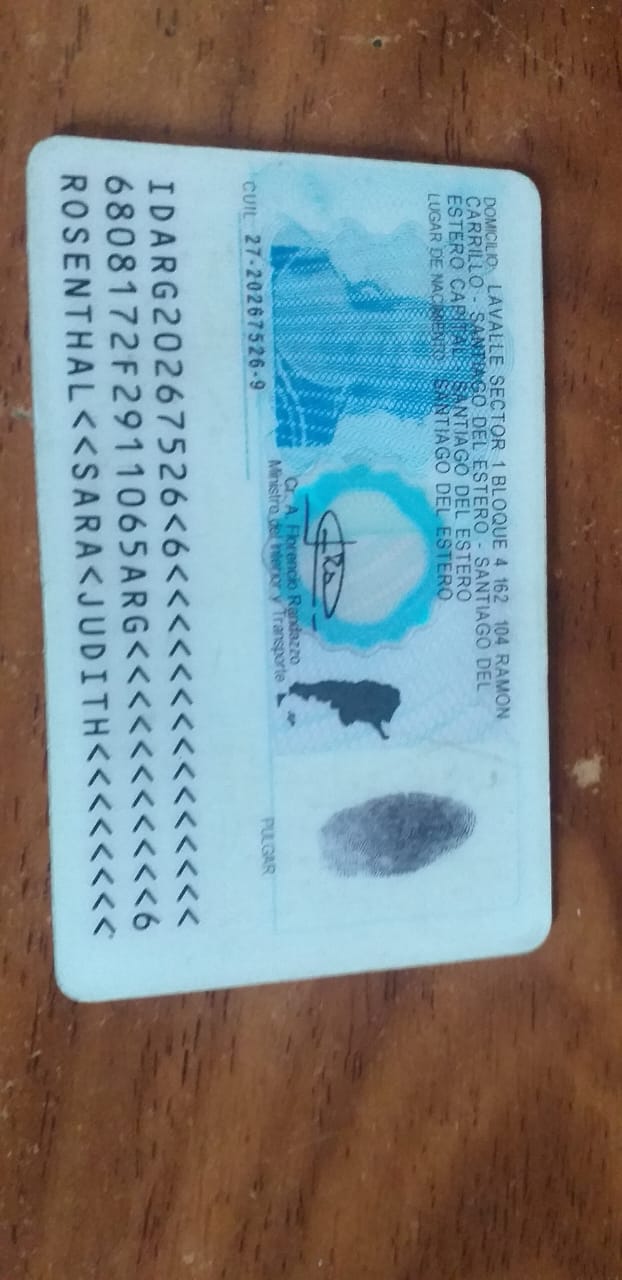 DOMICILIO: LAVALLE SECTOR 1 BLOQUE 4 162 104 RAMON
CARRILLO - SANTIAGO DEL ESTERO - SANTIAGO DEL
ESTERO CAPITAL - SANTIAGO DEL ESTERO
LUGAR DE NACIMIENTO: SANTIAGO DEL ESTERO
Cr. A. Florencio Randazzo
Ministro del Interior y Transporte
PULGAR
CUIL: 27-20267526-9
IDARG20267526<6<<<<<<<<<<<<<<<
6808172F2911065ARG<<<<<<<<<<<6
ROSENTHAL<<SARA<JUDITH<<<<<<<<